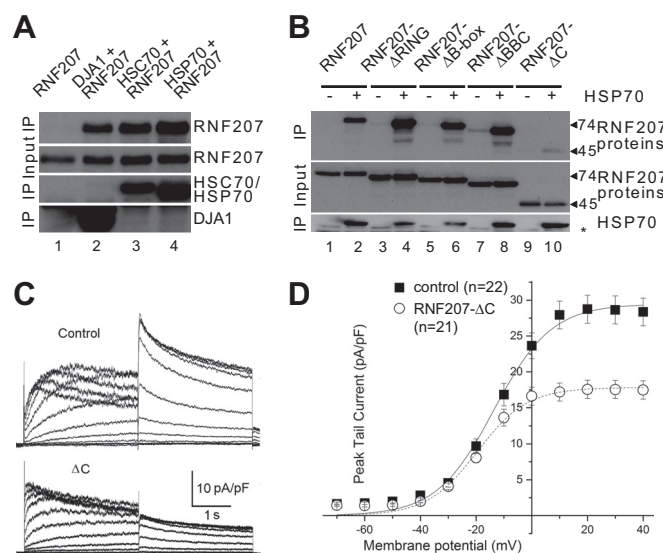 A
RNF207
DJA1 +
RNF207
HSC70 +
RNF207
HSP70 +
RNF207
IP
RNF207
Input
RNF207
IP
HSC70/
HSP70
IP
DJA1
1 2 3 4
B
RNF207
RNF207-
ΔRING
RNF207-
ΔB-box
RNF207-
ΔBBC
RNF207-
ΔC
- + - + - + - + - +
HSP70
IP
74
RNF207
proteins
45
Input
74
RNF207
proteins
45
IP
HSP70
*
1 2 3 4 5 6 7 8 9 10
C
Control
ΔC
10 pA/pF
1 s
D
control (n=22)
RNF207-ΔC
(n=21)
Peak Tail Current (pA/pF)
30
25
20
15
10
5
0
-60 -40 -20 0 20 40
Membrane potential (mV)